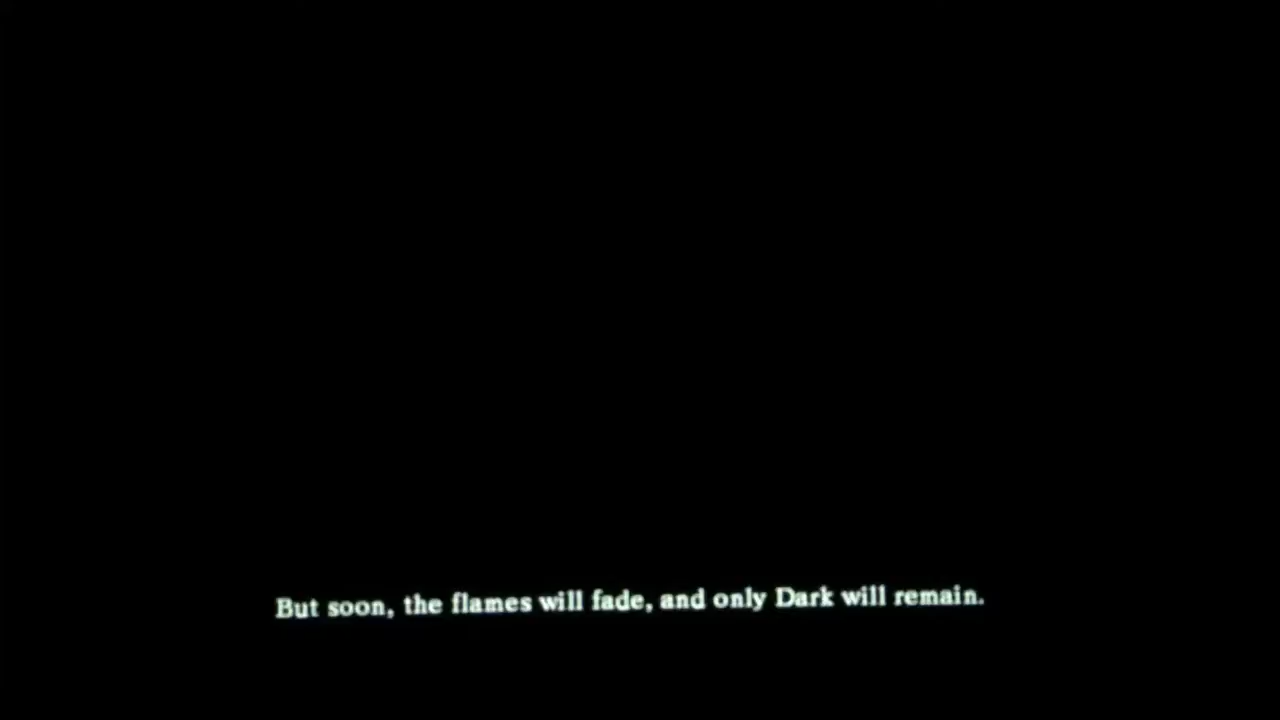 But soon, the flames will fade, and only Dark will remain.